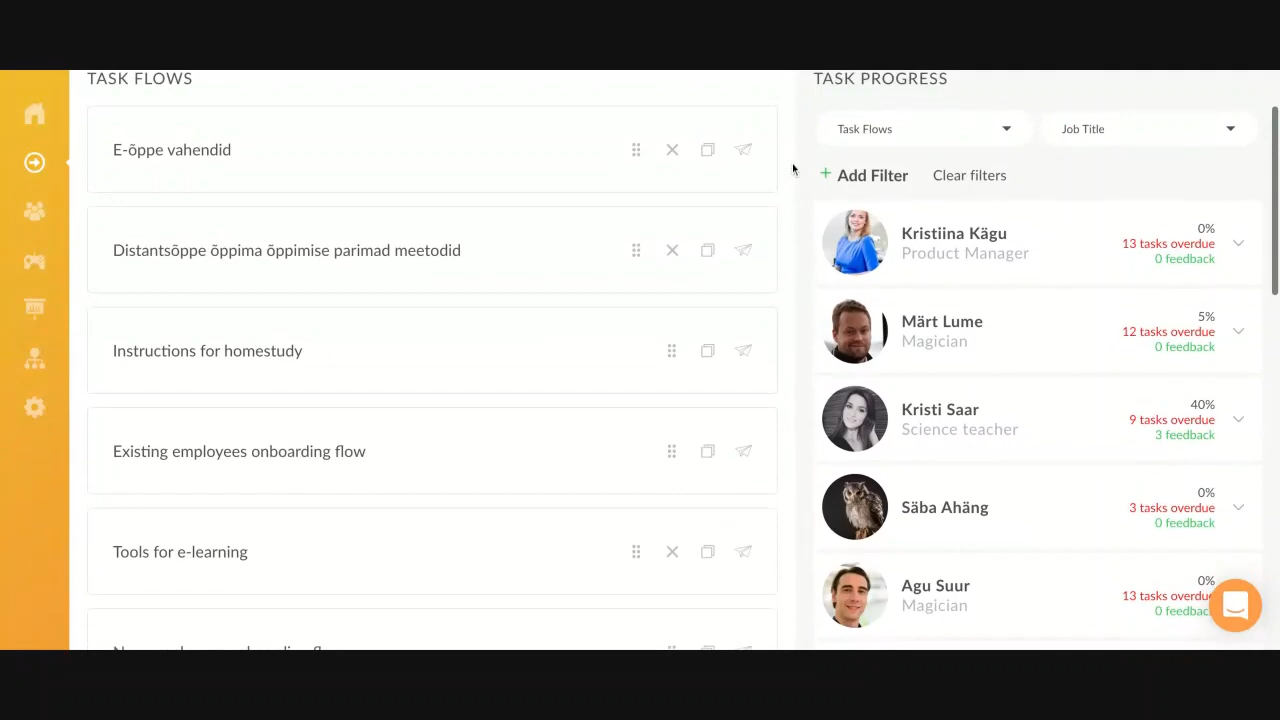 TASK FLOWS
E-õppe vahendid
Distantsõppe õppima õppimise parimad meetodid
Instructions for homestudy
Existing employees onboarding flow
Tools for e-learning
TASK PROGRESS
Task Flows
Job Title
+ Add Filter
Clear filters
Kristiina Kägu
Product Manager
0%
13 tasks overdue
0 feedback
Märt Lume
Magician
5%
12 tasks overdue
0 feedback
Kristi Saar
Science teacher
40%
9 tasks overdue
3 feedback
Säba Ahäng
0%
3 tasks overdue
0 feedback
Agu Suur
Magician
0%
13 tasks overdue
0 feedback